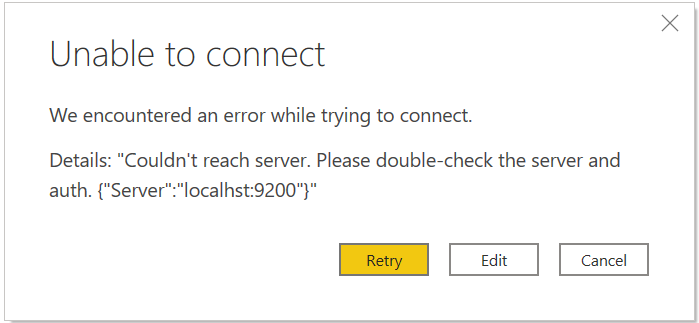 Unable to connect
We encountered an error while trying to connect.
Details: "Couldn't reach server. Please double-check the server and
auth. {"Server":"localhst:9200"}"
Retry Edit Cancel